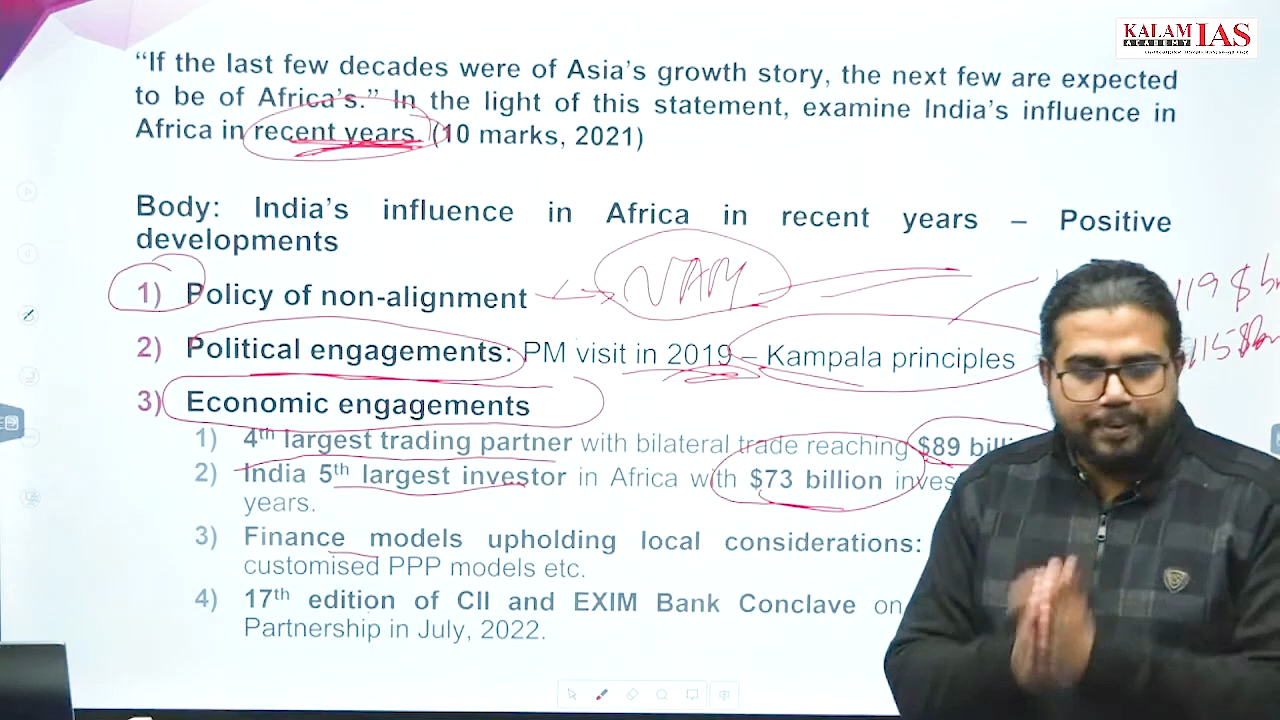 KALAM IAS
ACADEMY
“If the last few decades were of Asia’s growth story, the next few are expected
to be of Africa’s.” In the light of this statement, examine India’s influence in
Africa in recent years. (10 marks, 2021)
Body: India’s influence in Africa in recent years – Positive
developments
1) Policy of non-alignment NAM
2) Political engagements: PM visit in 2019 – Kampala principles
3) Economic engagements
1) 4th largest trading partner with bilateral trade reaching $89
2) India 5th largest investor in Africa with $73 billion
years.
3) Finance models upholding local considerations:
customised PPP models etc.
4) 17th edition of CII and EXIM Bank Conclave on
Partnership in July, 2022.